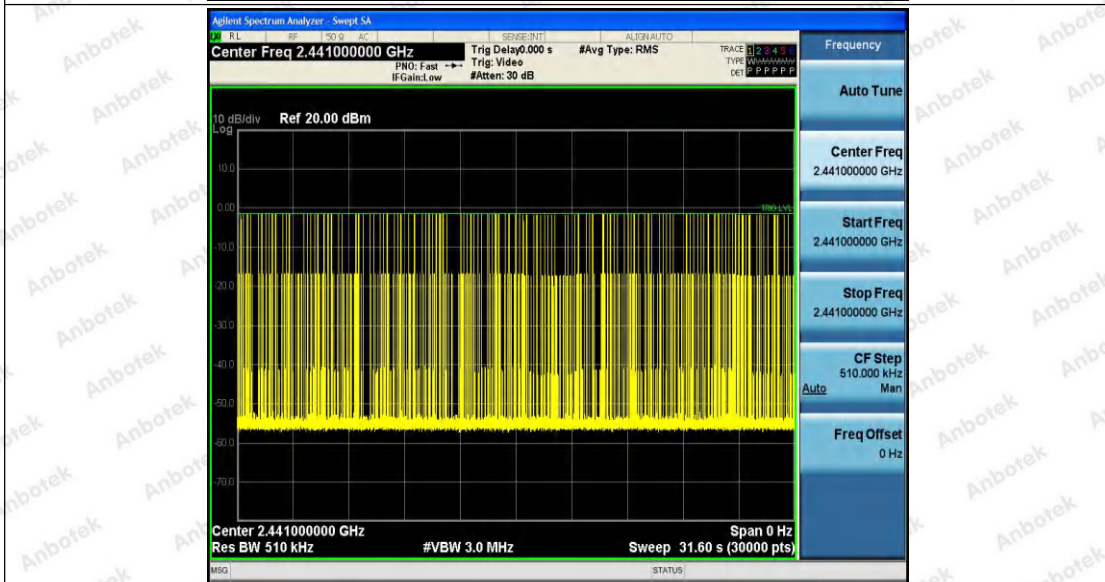 Agilent Spectrum Analyzer - Swept SA
RL RF 50 Ω AC SENSE:INT ALIGN AUTO
Center Freq 2.441000000 GHz
PNO: Fast
IFGain:Low
Trig Delay0.000 s
Trig: Video
#Atten: 30 dB
#Avg Type: RMS
TRACE 1 2 3 4 5 6
TYPE
DET P P P P P P
10 dB/div Ref 20.00 dBm
Log
10.0
0.00
TRIG LVL
-10.0
-20.0
-30.0
-40.0
-50.0
-60.0
-70.0
Center 2.441000000 GHz Span 0 Hz
Res BW 510 kHz #VBW 3.0 MHz Sweep 31.60 s (30000 pts)
MSG STATUS
Frequency
Auto Tune
Center Freq
2.441000000 GHz
Start Freq
2.441000000 GHz
Stop Freq
2.441000000 GHz
CF Step
510.000 kHz
Auto Man
Freq Offset
0 Hz
Anbotek